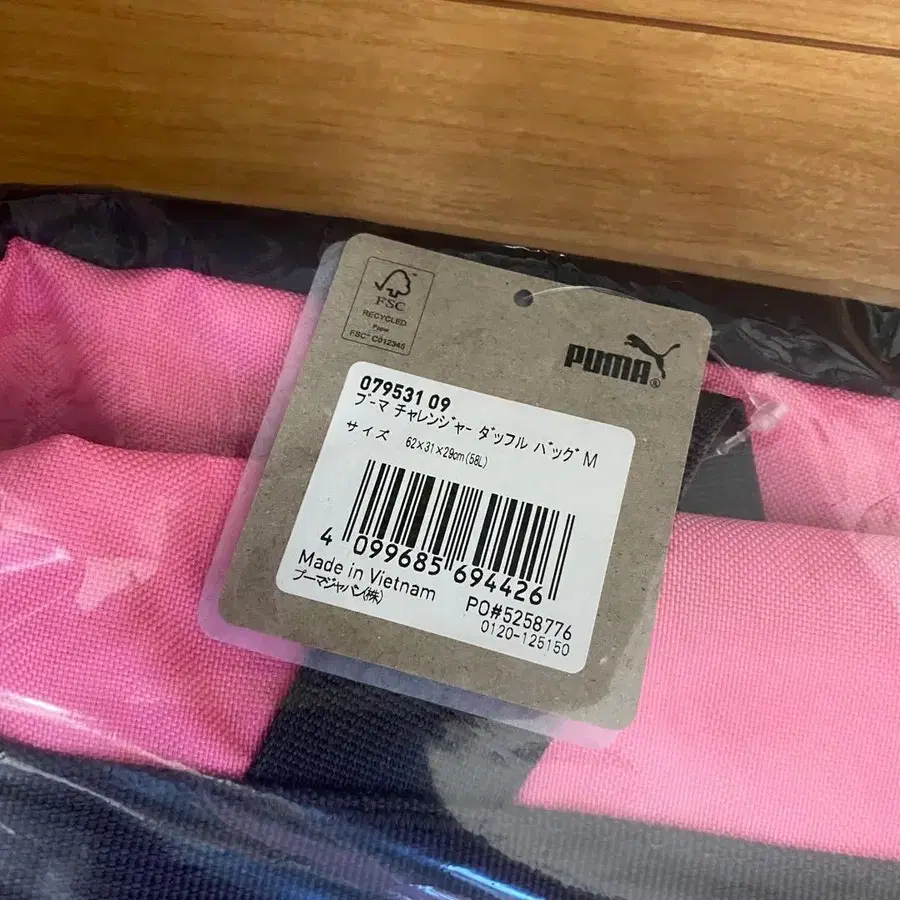 FSC
RECYCLED
Paper
FSC® C012345
PUMA®
079531 09
プーマ チャレンジャー ダッフル バッグ M
サイズ 62×31×29cm(58L)
4 099685 694426
Made in Vietnam
プーマジャパン(株)
PO#5258776
0120-125150